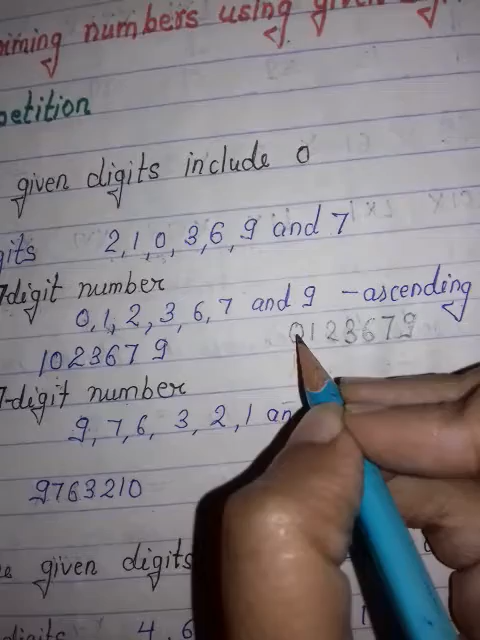 numbers using given
petition
given digits include 0
gits 2, 1, 0, 3, 6, 9 and 7
7 digit number
0, 1, 2, 3, 6, 7 and 9 - ascending
1023679
0123679
7-digit number
9, 7, 6, 3, 2, 1 an
9763210
given digits
digits 4, 6